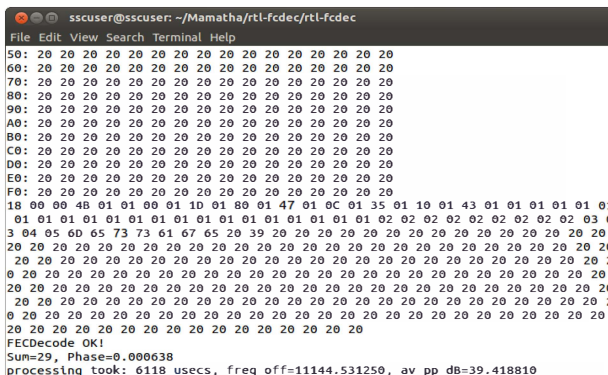 sscuser@sscuser: ~/Mamatha/rtl-fcdec/rtl-fcdec
File Edit View Search Terminal Help
50: 20 20 20 20 20 20 20 20 20 20 20 20 20 20 20 20
60: 20 20 20 20 20 20 20 20 20 20 20 20 20 20 20 20
70: 20 20 20 20 20 20 20 20 20 20 20 20 20 20 20 20
80: 20 20 20 20 20 20 20 20 20 20 20 20 20 20 20 20
90: 20 20 20 20 20 20 20 20 20 20 20 20 20 20 20 20
A0: 20 20 20 20 20 20 20 20 20 20 20 20 20 20 20 20
B0: 20 20 20 20 20 20 20 20 20 20 20 20 20 20 20 20
C0: 20 20 20 20 20 20 20 20 20 20 20 20 20 20 20 20
D0: 20 20 20 20 20 20 20 20 20 20 20 20 20 20 20 20
E0: 20 20 20 20 20 20 20 20 20 20 20 20 20 20 20 20
F0: 20 20 20 20 20 20 20 20 20 20 20 20 20 20 20 20
18 00 00 4B 01 01 00 01 1D 01 80 01 47 01 0C 01 35 01 10 01 43 01 01 01 01 01 01
01 01 01 01 01 01 01 01 01 01 01 01 01 01 01 01 02 02 02 02 02 02 02 02 02 03 0
3 04 05 6D 65 73 73 61 67 65 20 39 20 20 20 20 20 20 20 20 20 20 20 20 20 20 20
20 20 20 20 20 20 20 20 20 20 20 20 20 20 20 20 20 20 20 20 20 20 20 20 20 20 20
20 20 20 20 20 20 20 20 20 20 20 20 20 20 20 20 20 20 20 20 20 20 20 20 20 20 2
0 20 20 20 20 20 20 20 20 20 20 20 20 20 20 20 20 20 20 20 20 20 20 20 20 20 20
20 20 20 20 20 20 20 20 20 20 20 20 20 20 20 20 20 20 20 20 20 20 20 20 20 20 20
20 20 20 20 20 20 20 20 20 20 20 20 20 20 20 20 20 20 20 20 20 20 20 20 20 20 2
0 20 20 20 20 20 20 20 20 20 20 20 20 20 20 20 20 20 20 20 20 20 20 20 20 20 20
20 20 20 20 20 20 20 20 20 20 20 20 20 20 20 20
FECDecode OK!
Sum=29, Phase=0.000638
processing took: 6118 usecs, freq off=11144.531250, av pp dB=39.418810